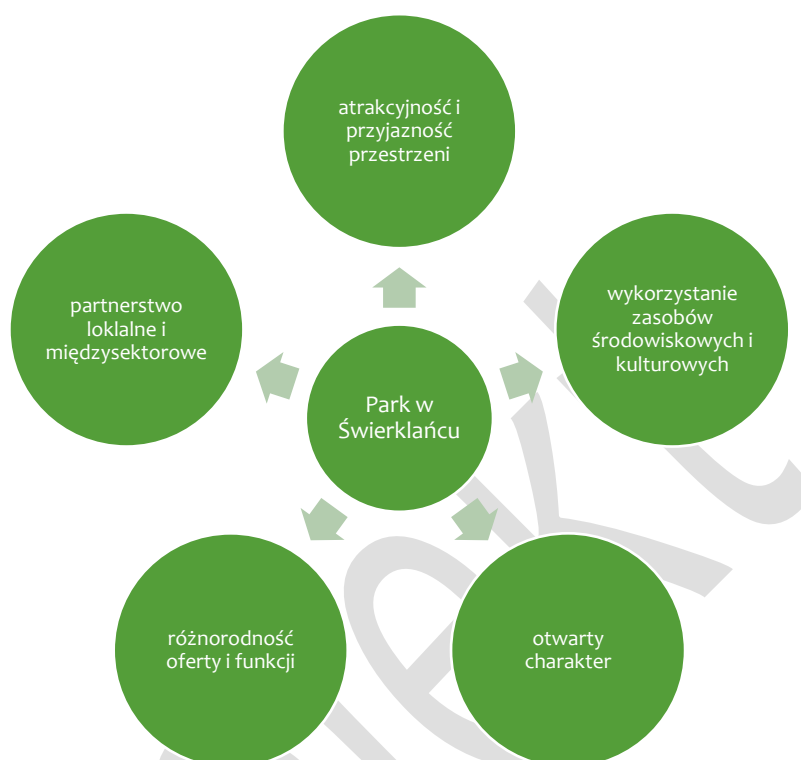 atrakcyjność i
przyjazność
przestrzeni
partnerstwo
loklalne i
międzysektorowe
wykorzystanie
zasobów
środowiskowych i
kulturowych
Park w
Świerklańcu
różnorodność
oferty i funkcji
otwarty
charakter